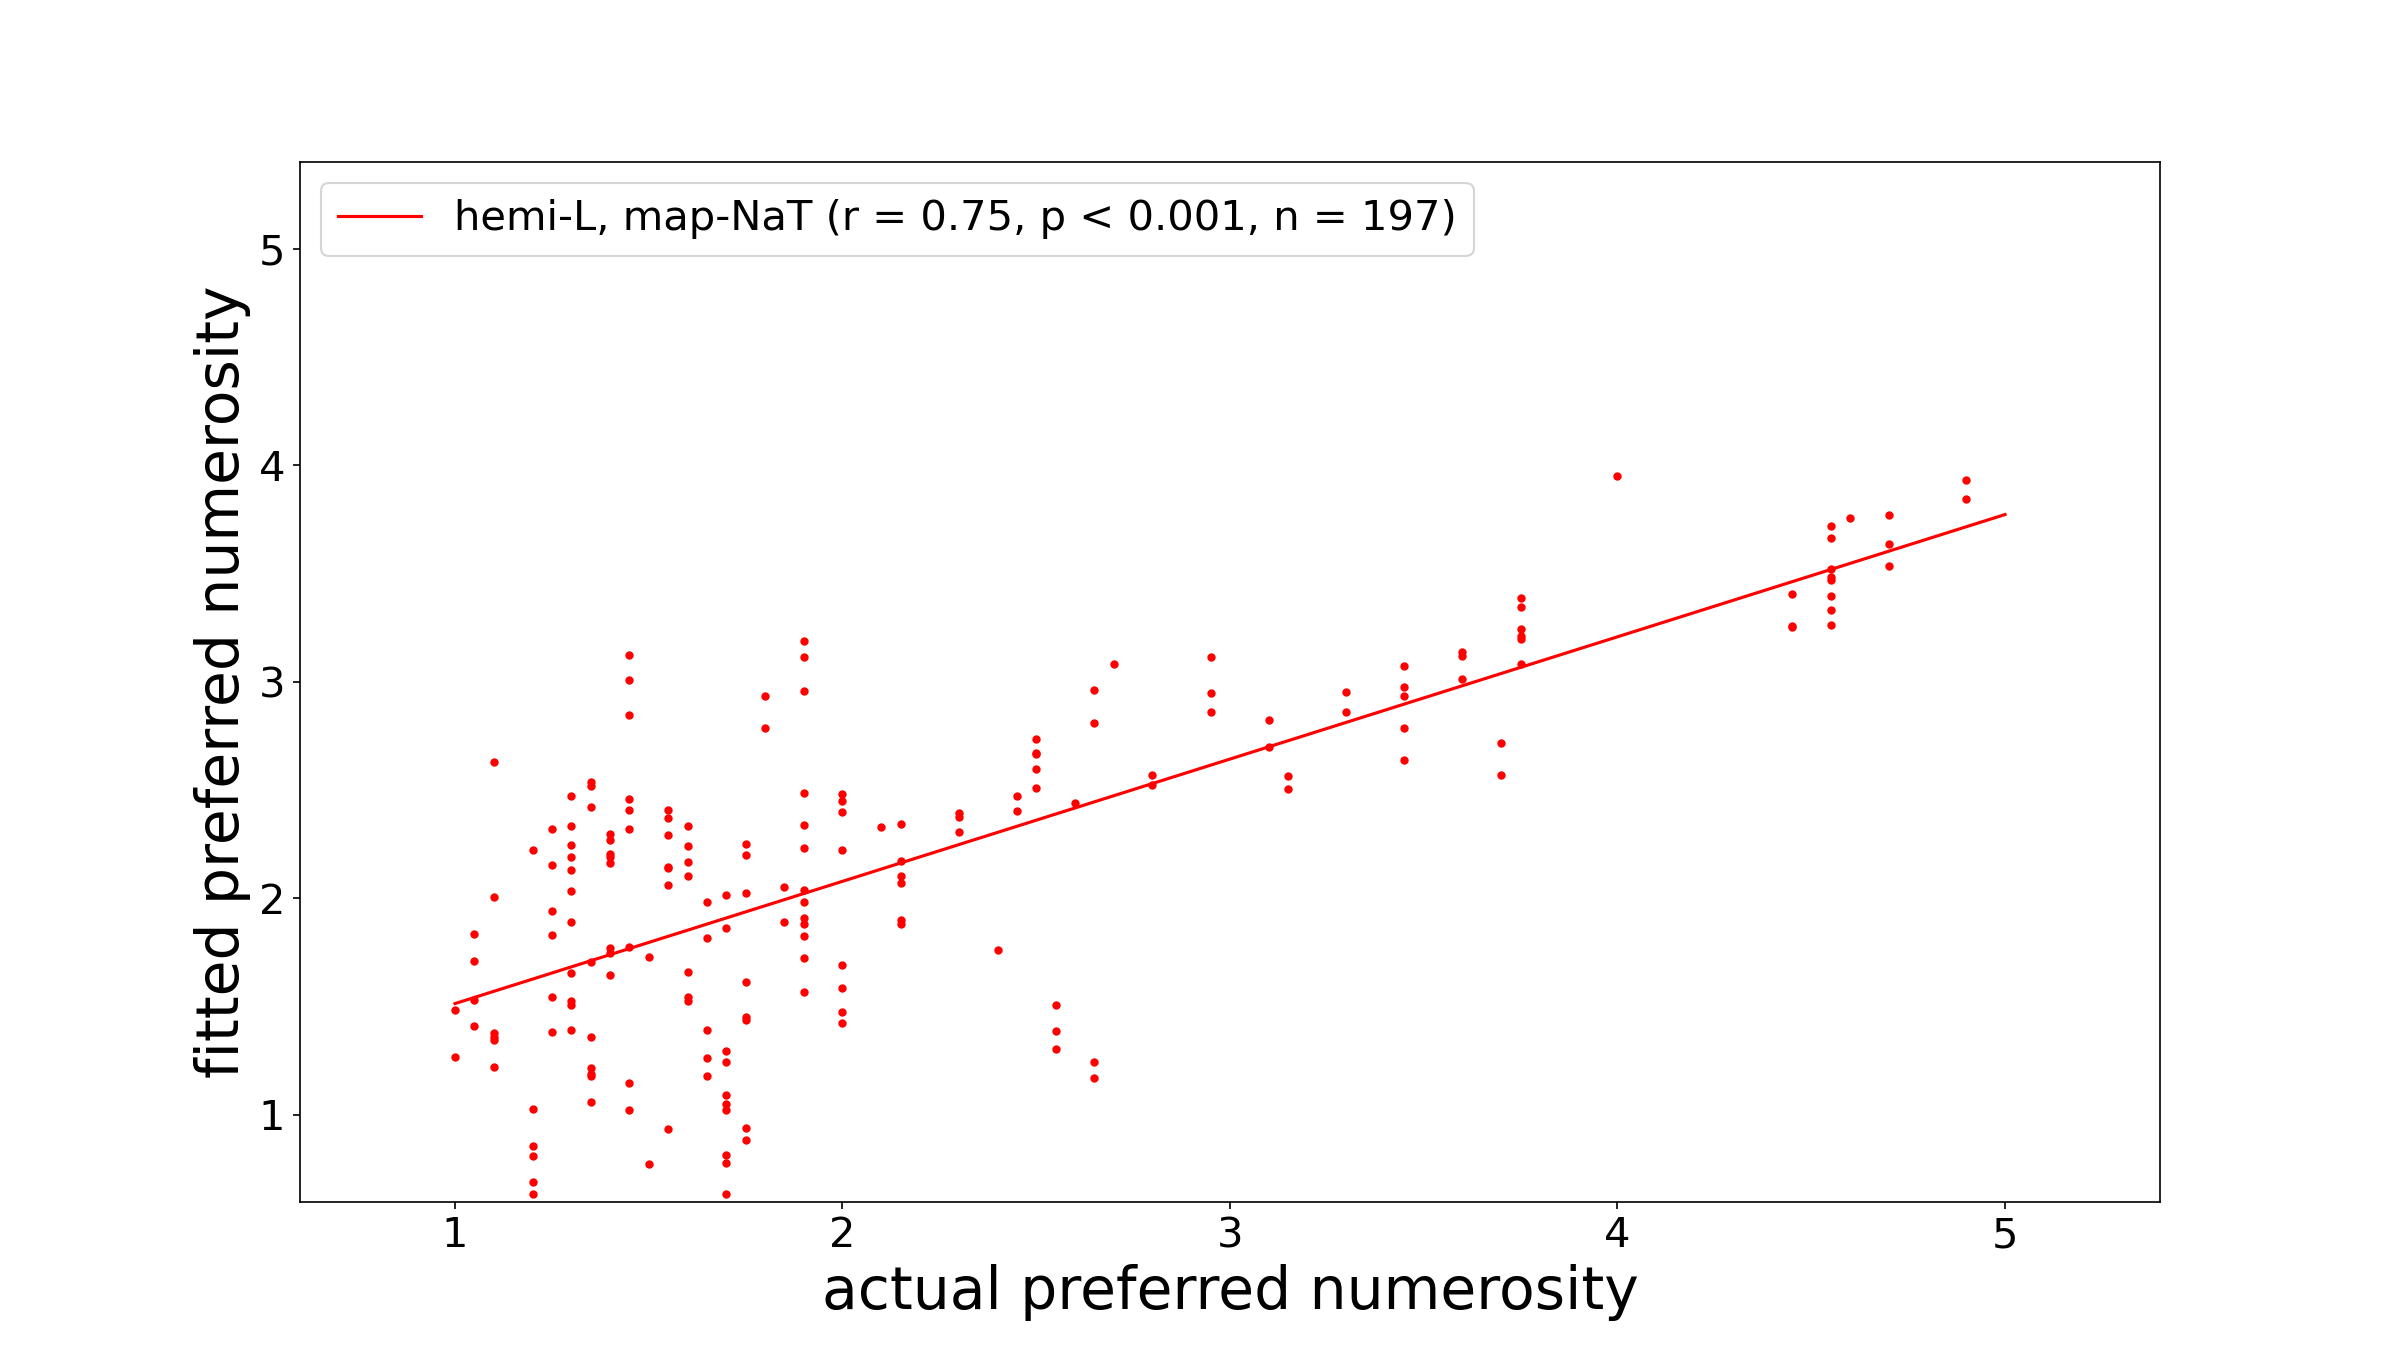 hemi-L, map-NaT (r = 0.75, p < 0.001, n = 197)
5
4
3
2
1
fitted preferred numerosity
1 2 3 4 5
actual preferred numerosity